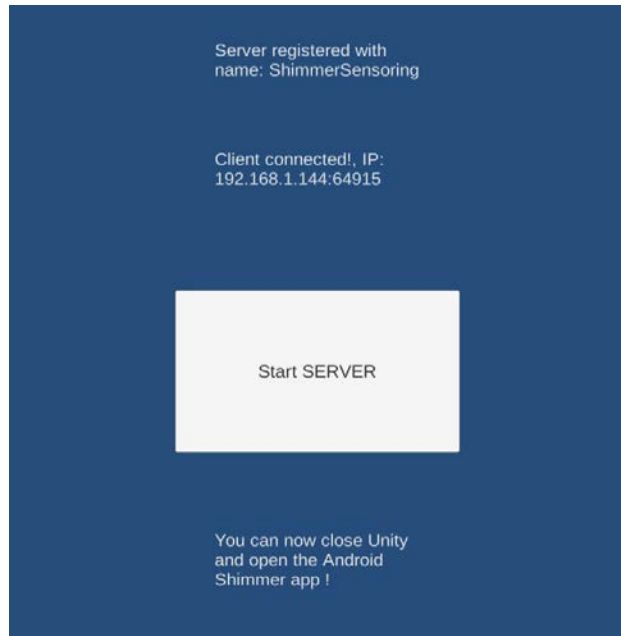 Server registered with
name: ShimmerSensoring
Client connected!, IP:
192.168.1.144:64915
Start SERVER
You can now close Unity
and open the Android
Shimmer app !